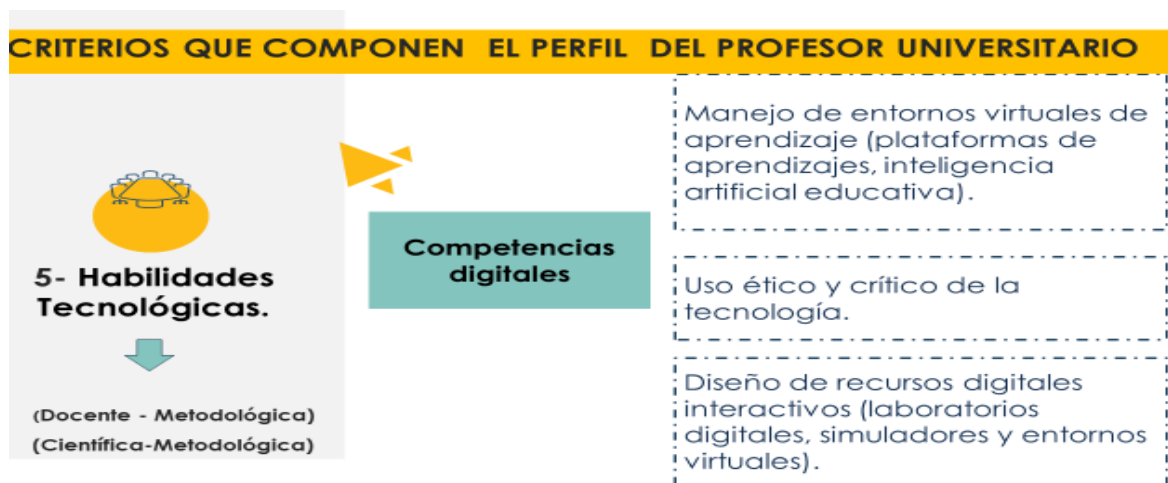 CRITERIOS QUE COMPONEN EL PERFIL DEL PROFESOR UNIVERSITARIO
5- Habilidades
Tecnológicas.
(Docente - Metodológica)
(Científica-Metodológica)
Competencias
digitales
Manejo de entornos virtuales de
aprendizaje (plataformas de
aprendizajes, inteligencia
artificial educativa).
Uso ético y crítico de la
tecnología.
Diseño de recursos digitales
interactivos (laboratorios
digitales, simuladores y entornos
virtuales).